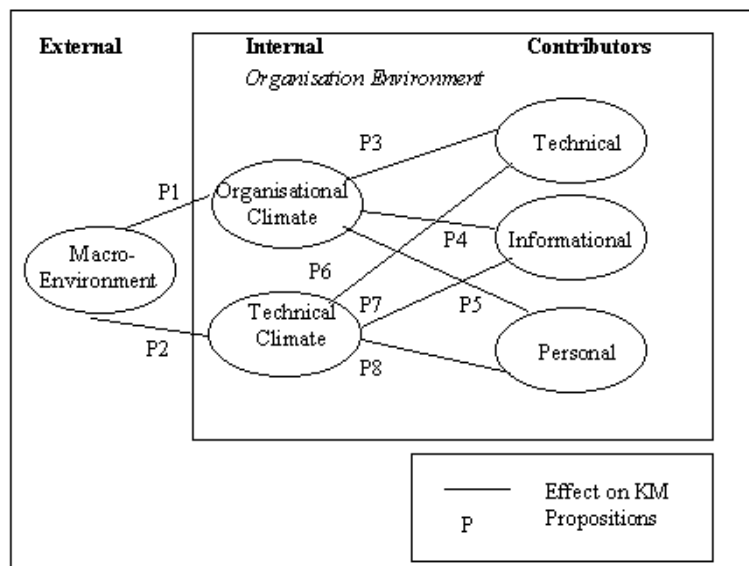 External
Internal
Contributors
Organisation Environment
P3
Technical
P1
Organisational
Climate
P4
Informational
Macro-
Environment
P6
P7
P5
Technical
Climate
P2
P8
Personal
Effect on KM
P
Propositions